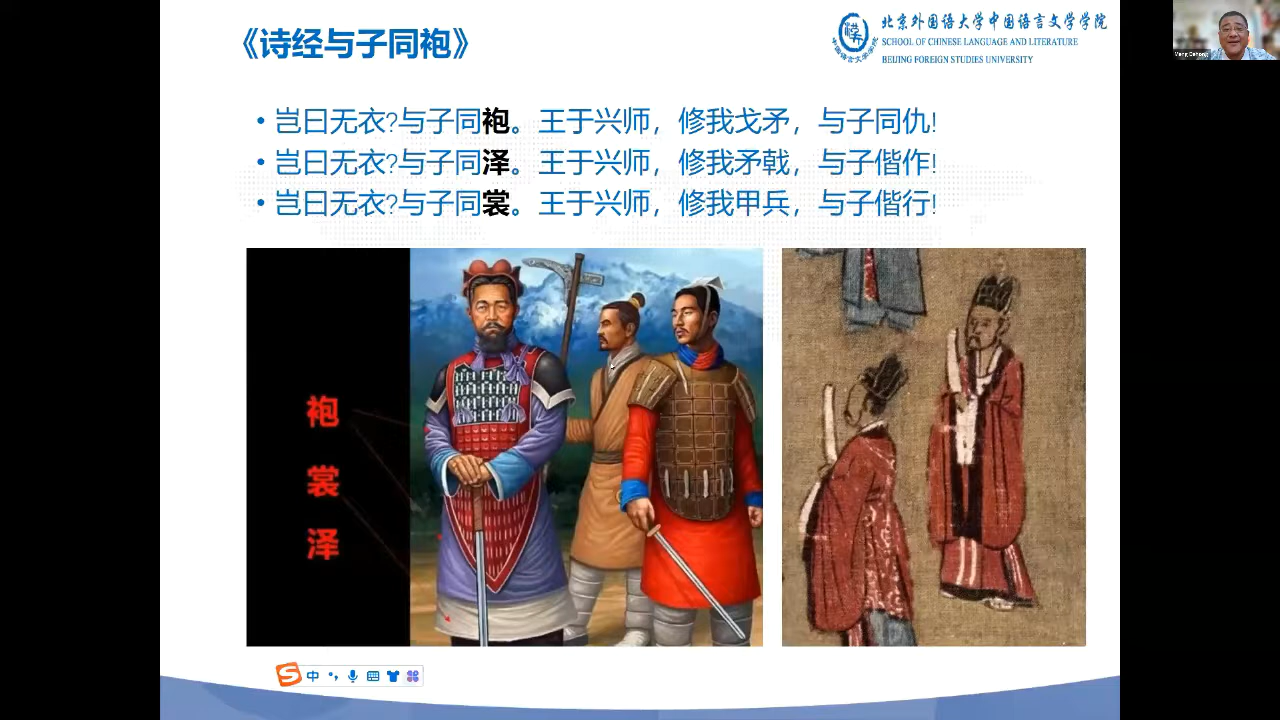 《诗经与子同袍》
北京外国语大学中国语言文学学院
SCHOOL OF CHINESE LANGUAGE AND LITERATURE
BEIJING FOREIGN STUDIES UNIVERSITY
• 岂曰无衣?与子同袍。王于兴师，修我戈矛，与子同仇!
• 岂曰无衣?与子同泽。王于兴师，修我矛戟，与子偕作!
• 岂曰无衣?与子同裳。王于兴师，修我甲兵，与子偕行!
袍
裳
泽
中